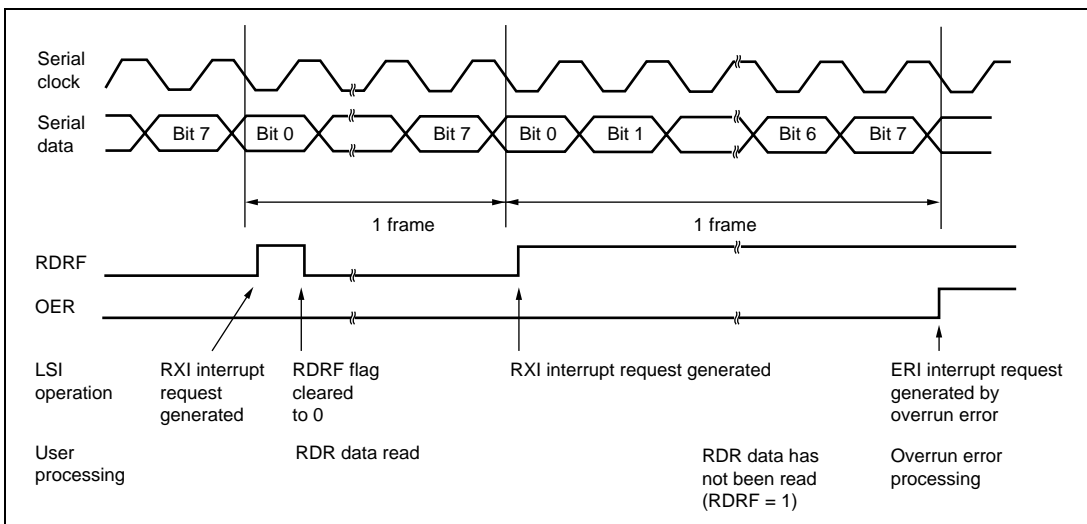 Serial
clock
Serial
data
Bit 7
Bit 0
Bit 7
Bit 0
Bit 1
Bit 6
Bit 7
1 frame
1 frame
RDRF
OER
LSI
operation
RXI interrupt
request
generated
RDRF flag
cleared
to 0
RXI interrupt request generated
ERI interrupt request
generated by
overrun error
User
processing
RDR data read
RDR data has
not been read
(RDRF = 1)
Overrun error
processing